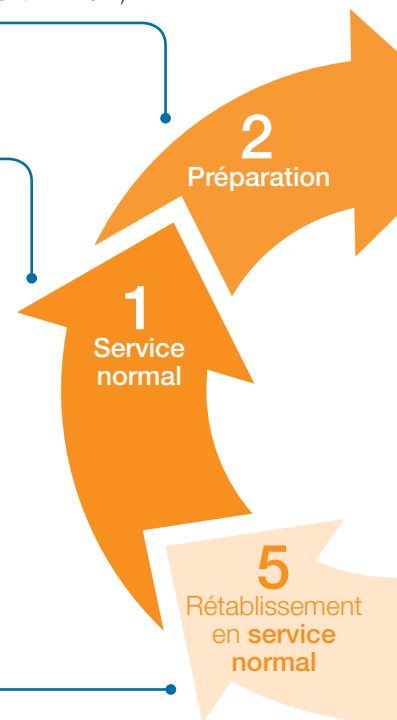 2
Préparation
1
Service
normal
5
Rétablissement
en service
normal